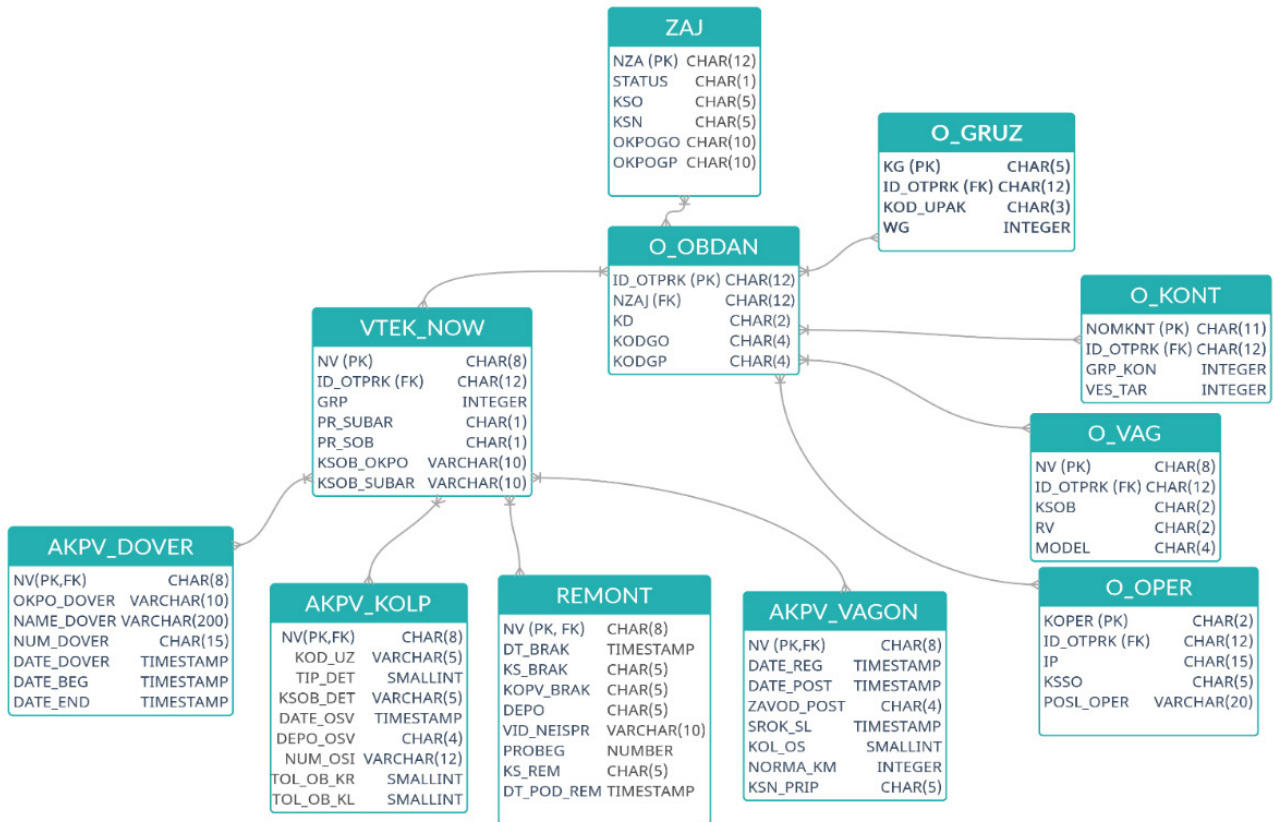 ZAJ
NZA (PK) CHAR(12)
STATUS CHAR(1)
KSO CHAR(5)
KSN CHAR(5)
OKPOGO CHAR(10)
OKPOGP CHAR(10)
O_GRUZ
KG (PK) CHAR(5)
ID_OTPRK (FK) CHAR(12)
KOD_UPAK CHAR(3)
WG INTEGER
O_OBDAN
ID_OTPRK (PK) CHAR(12)
NZAJ (FK) CHAR(12)
KD CHAR(2)
KODGO CHAR(4)
KODGP CHAR(4)
O_KONT
NOMKNT (PK) CHAR(11)
ID_OTPRK (FK) CHAR(12)
GRP_KON INTEGER
VES_TAR INTEGER
VTEK_NOW
NV (PK) CHAR(8)
ID_OTPRK (FK) CHAR(12)
GRP INTEGER
PR_SUBAR CHAR(1)
PR_SOB CHAR(1)
KSOB_OKPO VARCHAR(10)
KSOB_SUBAR VARCHAR(10)
O_VAG
NV (PK) CHAR(8)
ID_OTPRK (FK) CHAR(12)
KSOB CHAR(2)
RV CHAR(2)
MODEL CHAR(4)
AKPV_DOVER
NV(PK,FK) CHAR(8)
OKPO_DOVER VARCHAR(10)
NAME_DOVER VARCHAR(200)
NUM_DOVER CHAR(15)
DATE_DOVER TIMESTAMP
DATE_BEG TIMESTAMP
DATE_END TIMESTAMP
AKPV_KOLP
NV(PK,FK) CHAR(8)
KOD_UZ VARCHAR(5)
TIP_DET SMALLINT
KSOB_DET VARCHAR(5)
DATE_OSV TIMESTAMP
DEPO_OSV CHAR(4)
NUM_OSI VARCHAR(12)
TOL_OB_KR SMALLINT
TOL_OB_KL SMALLINT
REMONT
NV (PK, FK) CHAR(8)
DT_BRAK TIMESTAMP
KS_BRAK CHAR(5)
KOPV_BRAK CHAR(5)
DEPO CHAR(5)
VID_NEISPR VARCHAR(10)
PROBEG NUMBER
KS_REM CHAR(5)
DT_POD_REM TIMESTAMP
AKPV_VAGON
NV (PK,FK) CHAR(8)
DATE_REG TIMESTAMP
DATE_POST TIMESTAMP
ZAVOD_POST CHAR(4)
SROK_SL TIMESTAMP
KOL_OS SMALLINT
NORMA_KM INTEGER
KSN_PRIP CHAR(5)
O_OPER
KOPER (PK) CHAR(2)
ID_OTPRK (FK) CHAR(12)
IP CHAR(15)
KSSO CHAR(5)
POSL_OPER VARCHAR(20)